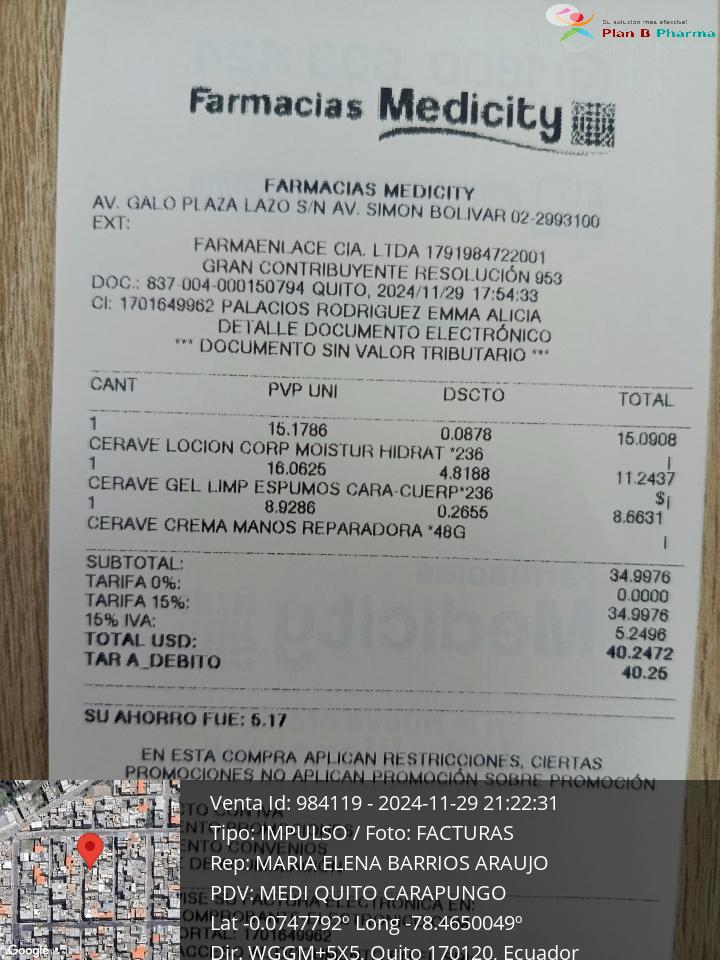 Su solución más efectiva!
Plan B Pharma
Farmacias Medicity
FARMACIAS MEDICITY
AV. GALO PLAZA LAZO S/N AV. SIMON BOLIVAR 02-2993100
EXT:
FARMAENLACE CIA. LTDA 1791984722001
GRAN CONTRIBUYENTE RESOLUCIÓN 953
DOC.: 837-004-000150794 QUITO, 2024/11/29 17:54:33
CI: 1701649962 PALACIOS RODRIGUEZ EMMA ALICIA
DETALLE DOCUMENTO ELECTRÓNICO
*** DOCUMENTO SIN VALOR TRIBUTARIO ***
CANT PVP UNI DSCTO TOTAL
1 15.1786 0.0878 15.0908
CERAVE LOCION CORP MOISTUR HIDRAT *236 i
1 16.0625 4.8188 11.2437
CERAVE GEL LIMP ESPUMOS CARA-CUERP*236 $i
1 8.9286 0.2655 8.6631
CERAVE CREMA MANOS REPARADORA *48G i
SUBTOTAL: 34.9976
TARIFA 0%: 0.0000
TARIFA 15%: 34.9976
15% IVA: 5.2496
TOTAL USD: 40.2472
TAR A_DEBITO 40.25
SU AHORRO FUE: 5.17
EN ESTA COMPRA APLICAN RESTRICCIONES, CIERTAS
PROMOCIONES NO APLICAN PROMOCIÓN SOBRE PROMOCIÓN
Venta Id: 984119 - 2024-11-29 21:22:31
Tipo: IMPULSO / Foto: FACTURAS
Rep: MARIA ELENA BARRIOS ARAUJO
PDV: MEDI QUITO CARAPUNGO
Lat -0.0747792º Long -78.4650049º
Dir. WGGM+5X5, Quito 170120, Ecuador
Google